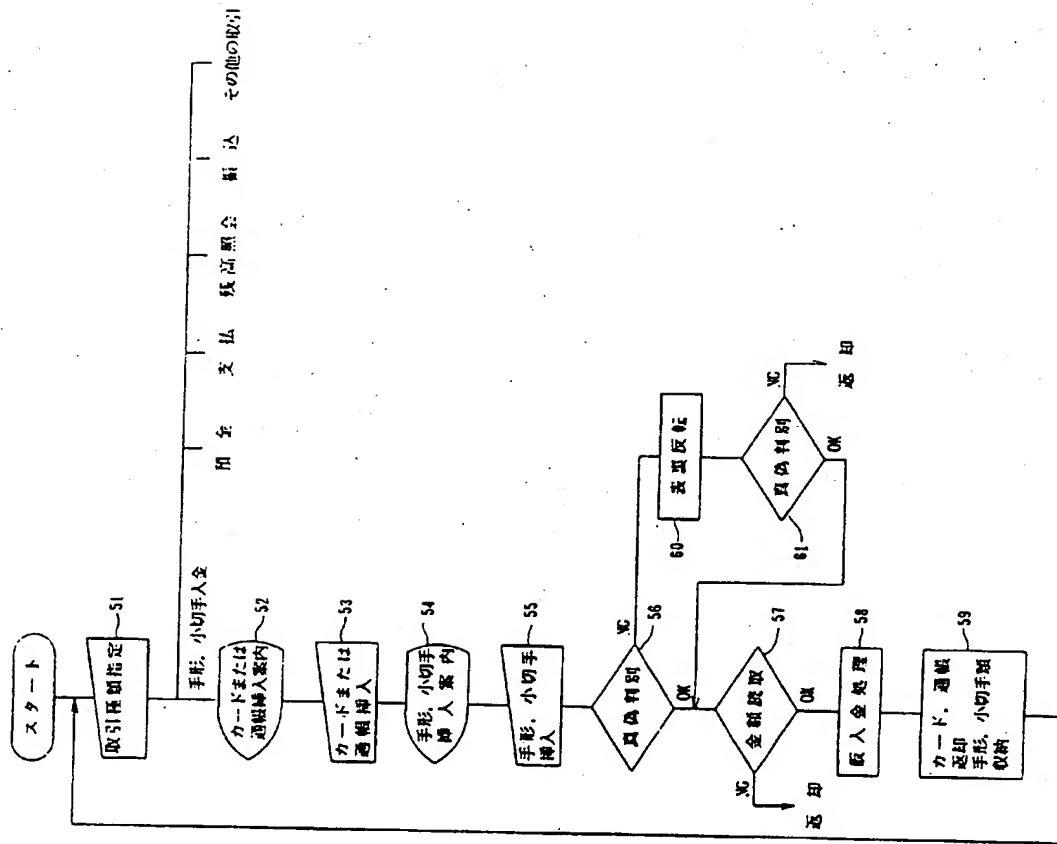 スタート
取引種類指定
51
手形,小切手入金
預金
支払
残高照会
振込
その他の取引
カードまたは
通帳挿入案内
52
カードまたは
通帳挿入
53
手形,小切手
挿入案内
54
手形,小切手
挿入
55
真偽判別
56
NG
OK
表裏反転
60
真偽判別
61
NG
返却
OK
金額読取
57
NG
返却
OK
仮入金処理
58
カード,通帳
返却
手形,小切手類
収納
59